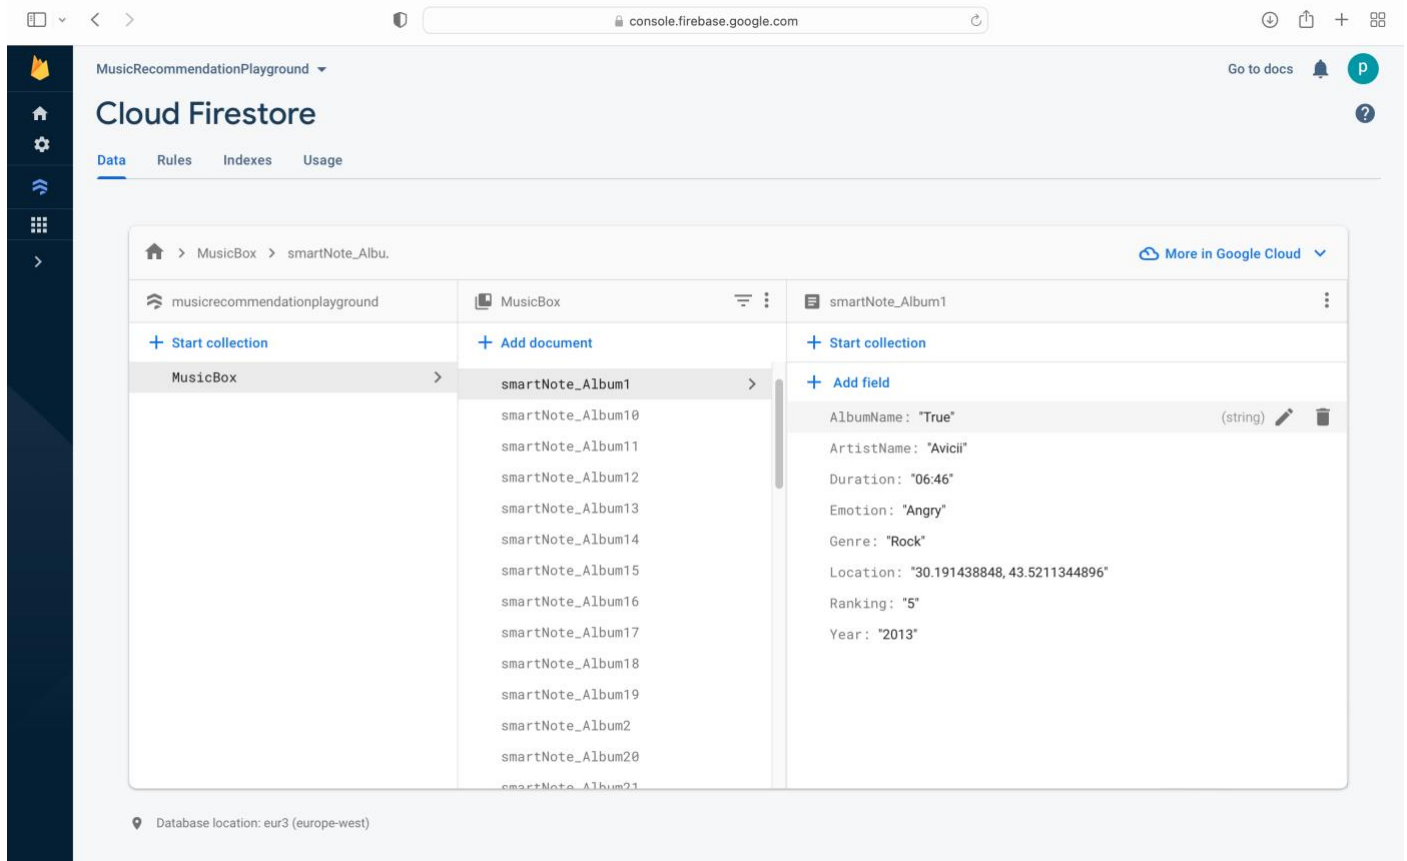 console.firebase.google.com
MusicRecommendationPlayground
Go to docs
p
Cloud Firestore
?
Data Rules Indexes Usage
MusicBox > smartNote_Albu.
More in Google Cloud
musicrecommendationplayground
MusicBox
smartNote_Album1
+ Start collection
+ Add document
+ Start collection
MusicBox
+ Add field
smartNote_Album1
smartNote_Album10
smartNote_Album11
smartNote_Album12
smartNote_Album13
smartNote_Album14
smartNote_Album15
smartNote_Album16
smartNote_Album17
smartNote_Album18
smartNote_Album19
smartNote_Album2
smartNote_Album20
smartNote_Album21
AlbumName: "True" (string)
ArtistName: "Avicii"
Duration: "06:46"
Emotion: "Angry"
Genre: "Rock"
Location: "30.191438848, 43.5211344896"
Ranking: "5"
Year: "2013"
Database location: eur3 (europe-west)